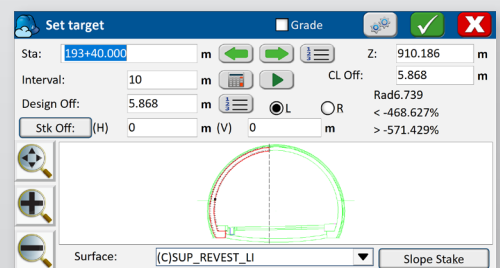 Set target Grade
Sta: 193+40.000 m Z: 910.186 m
Interval: 10 m CL Off: 5.868 m
Design Off: 5.868 m L R Rad6.739
< -468.627%
Stk Off: (H) 0 m (V) 0 m > -571.429%
Surface: (C)SUP_REVEST_LI Slope Stake